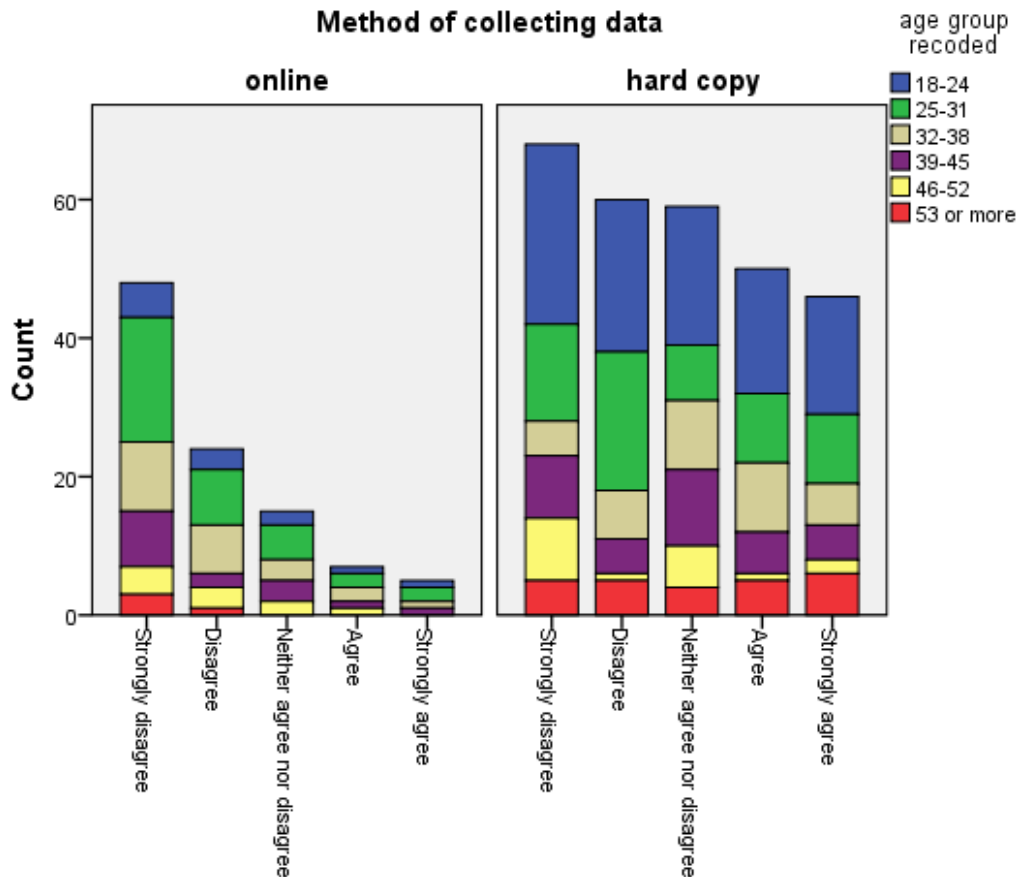 Method of collecting data
online
hard copy
age group
recoded
18-24
25-31
32-38
39-45
46-52
53 or more
Count
60
40
20
0
Strongly disagree
Disagree
Neither agree nor disagree
Agree
Strongly agree
Strongly disagree
Disagree
Neither agree nor disagree
Agree
Strongly agree